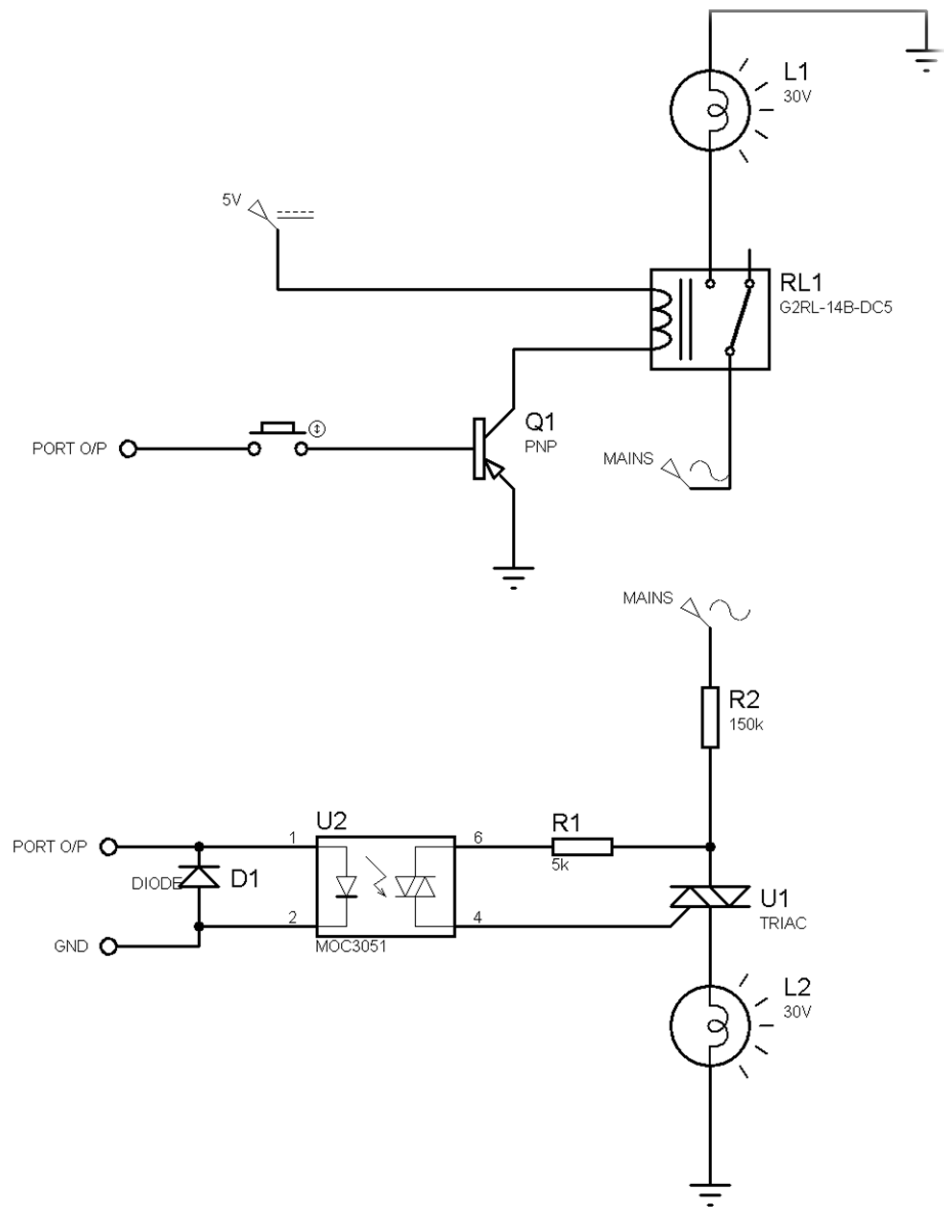 L1
30V
5V
RL1
G2RL-14B-DC5
Q1
PNP
PORT O/P
MAINS
MAINS
R2
150k
U2
R1
PORT O/P
1
6
5k
DIODE
D1
U1
TRIAC
2
4
GND
MOC3051
L2
30V